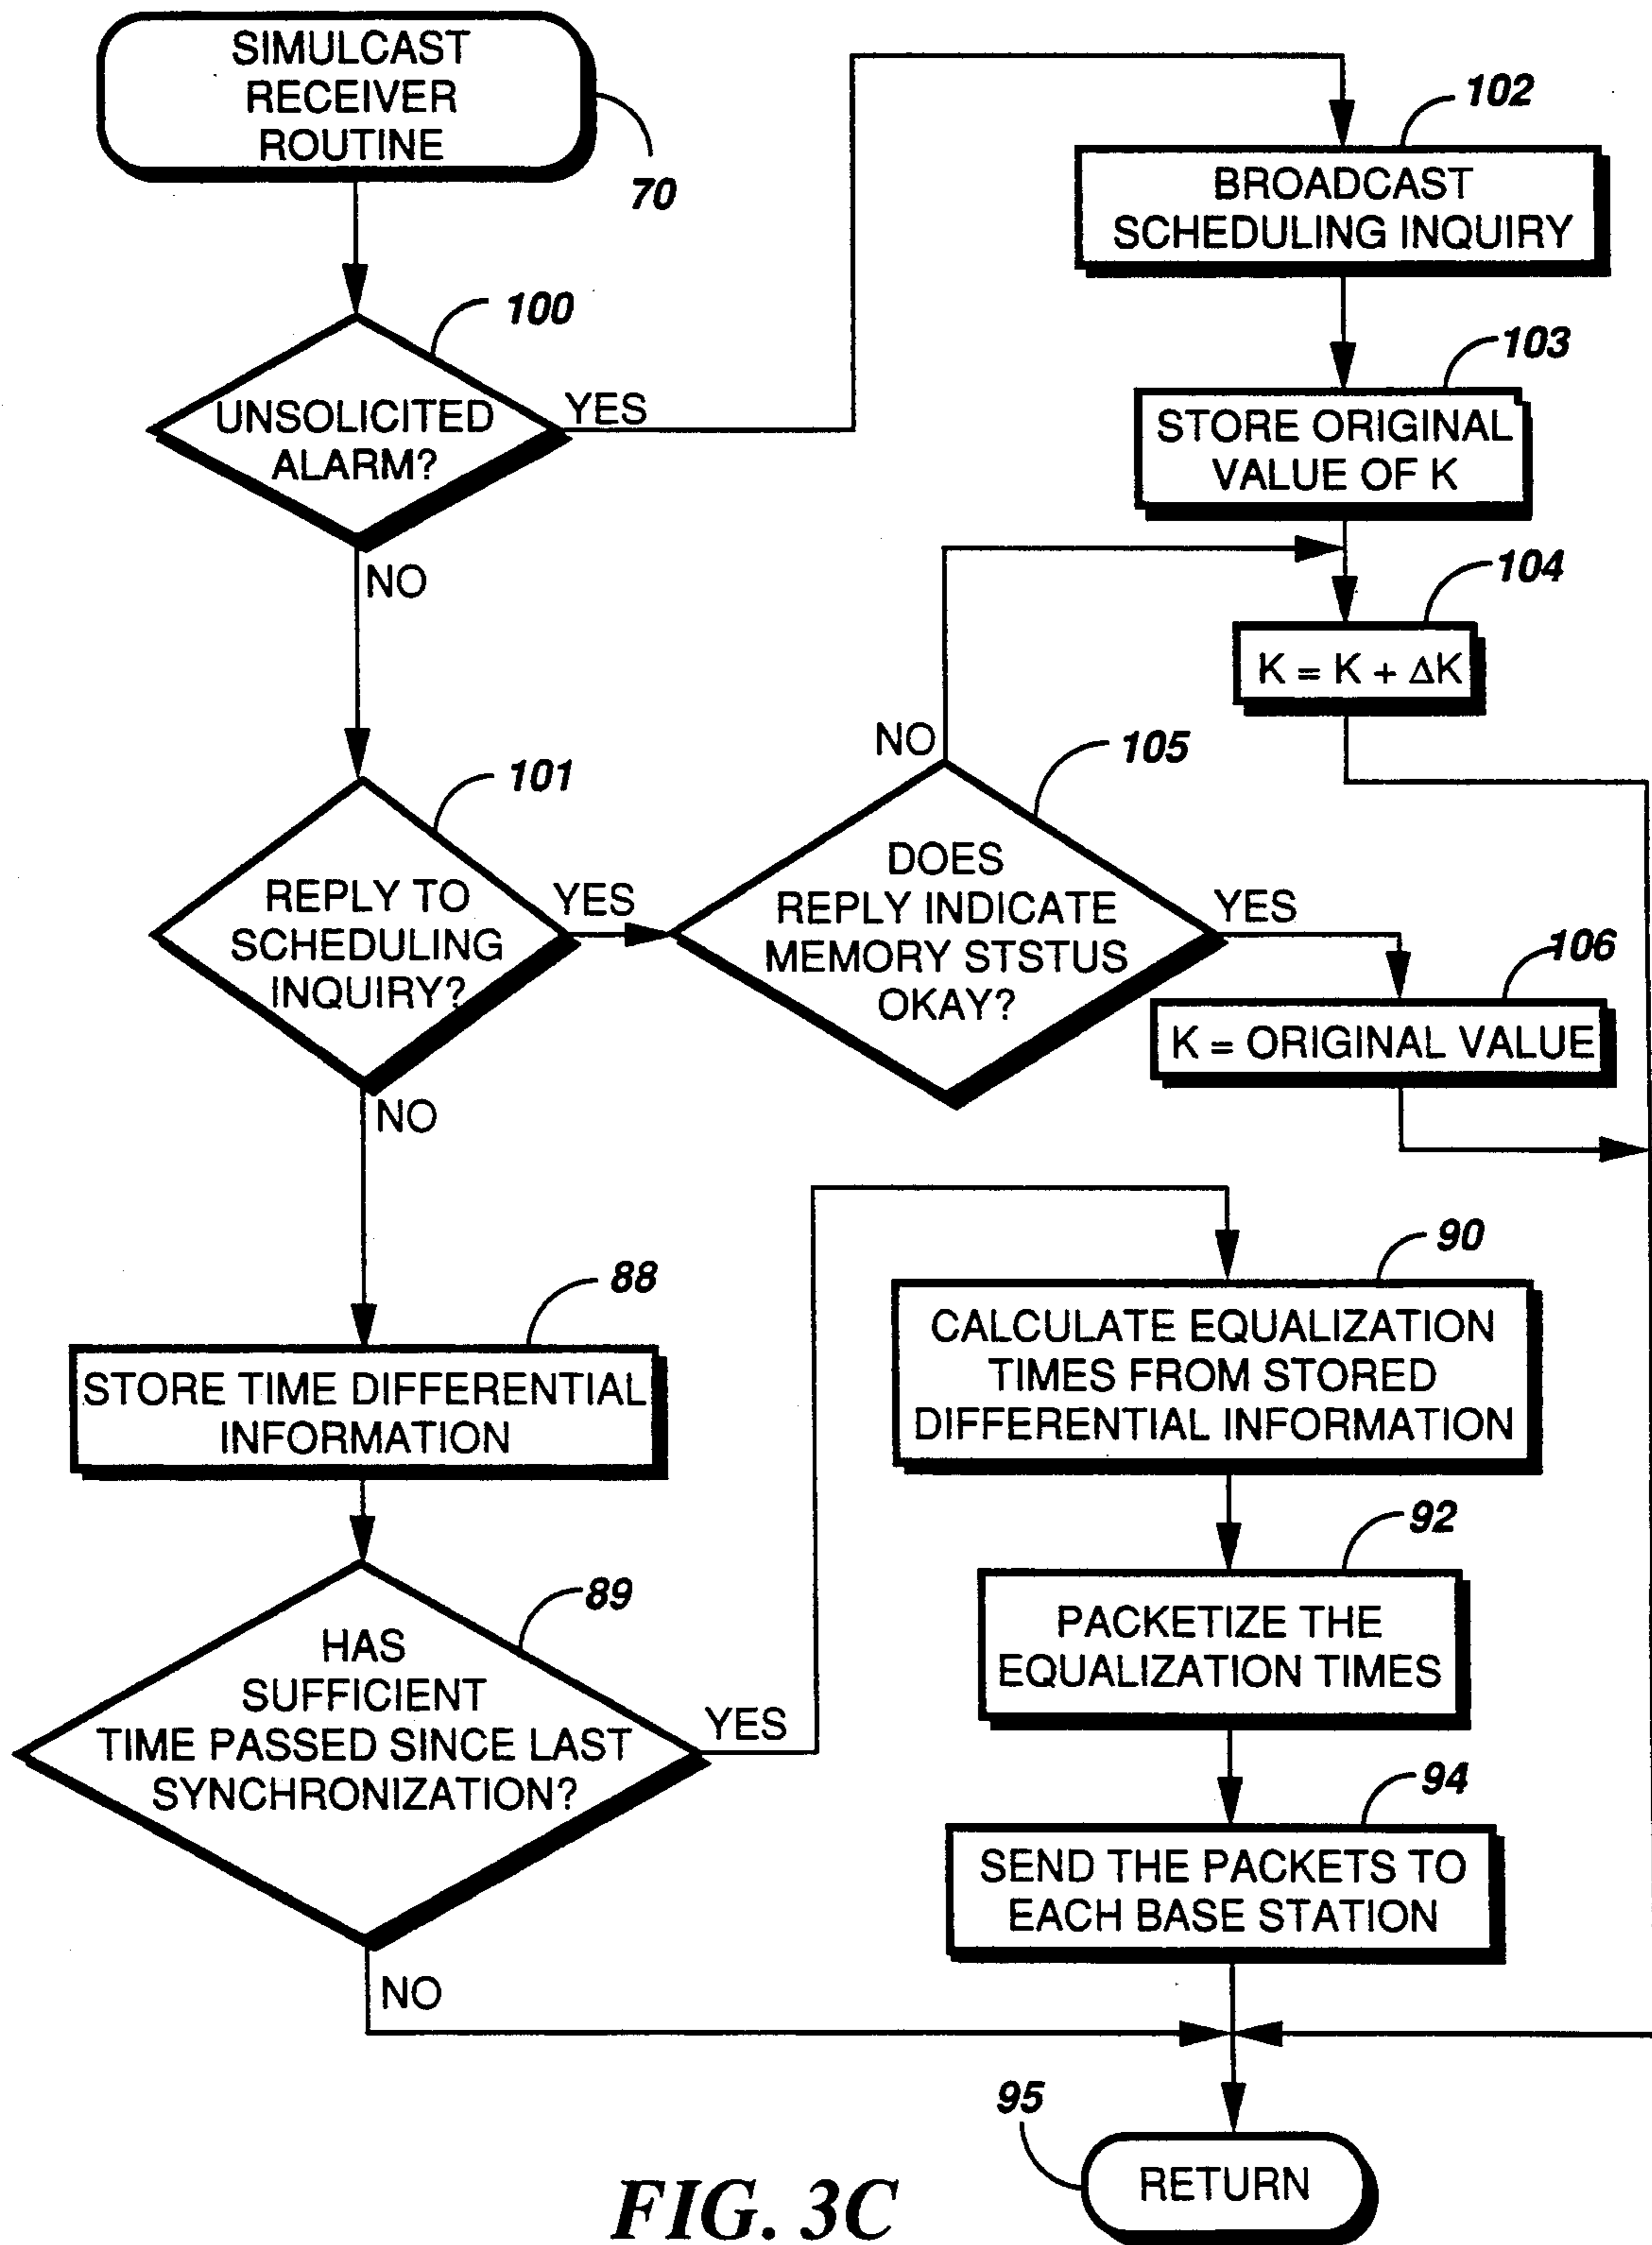 SIMULCAST
RECEIVER
ROUTINE
70
100
UNSOLICITED
ALARM?
YES
NO
102
BROADCAST
SCHEDULING INQUIRY
103
STORE ORIGINAL
VALUE OF K
104
K = K + ΔK
101
REPLY TO
SCHEDULING
INQUIRY?
YES
NO
105
DOES
REPLY INDICATE
MEMORY STSTUS
OKAY?
NO
YES
106
K = ORIGINAL VALUE
88
STORE TIME DIFFERENTIAL
INFORMATION
89
HAS
SUFFICIENT
TIME PASSED SINCE LAST
SYNCHRONIZATION?
YES
NO
90
CALCULATE EQUALIZATION
TIMES FROM STORED
DIFFERENTIAL INFORMATION
92
PACKETIZE THE
EQUALIZATION TIMES
94
SEND THE PACKETS TO
EACH BASE STATION
95
RETURN
FIG. 3C